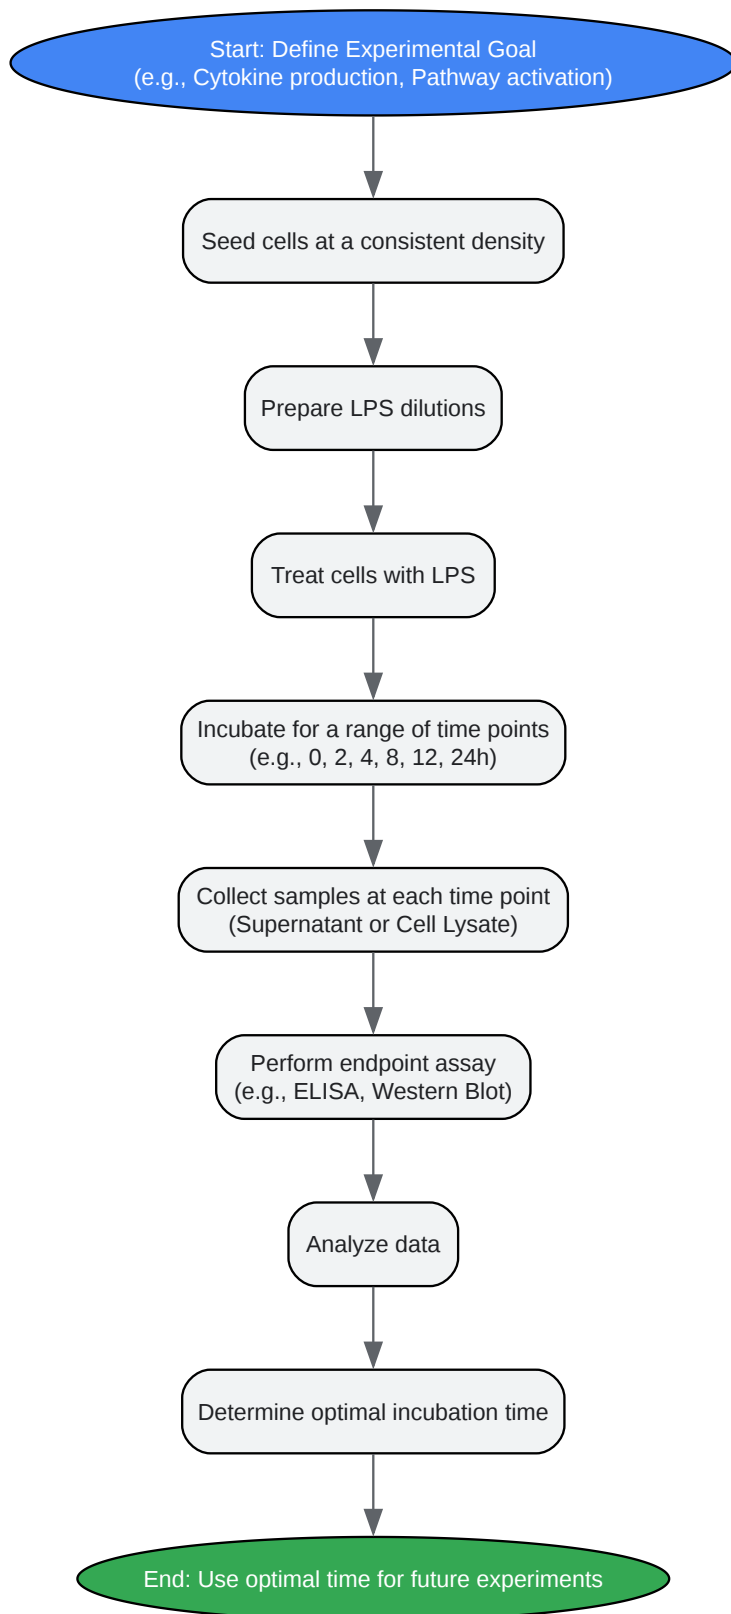 Start: Define Experimental Goal
(e.g., Cytokine production, Pathway activation)
Seed cells at a consistent density
Prepare LPS dilutions
Treat cells with LPS
Incubate for a range of time points
(e.g., 0, 2, 4, 8, 12, 24h)
Collect samples at each time point
(Supernatant or Cell Lysate)
Perform endpoint assay
(e.g., ELISA, Western Blot)
Analyze data
Determine optimal incubation time
End: Use optimal time for future experiments